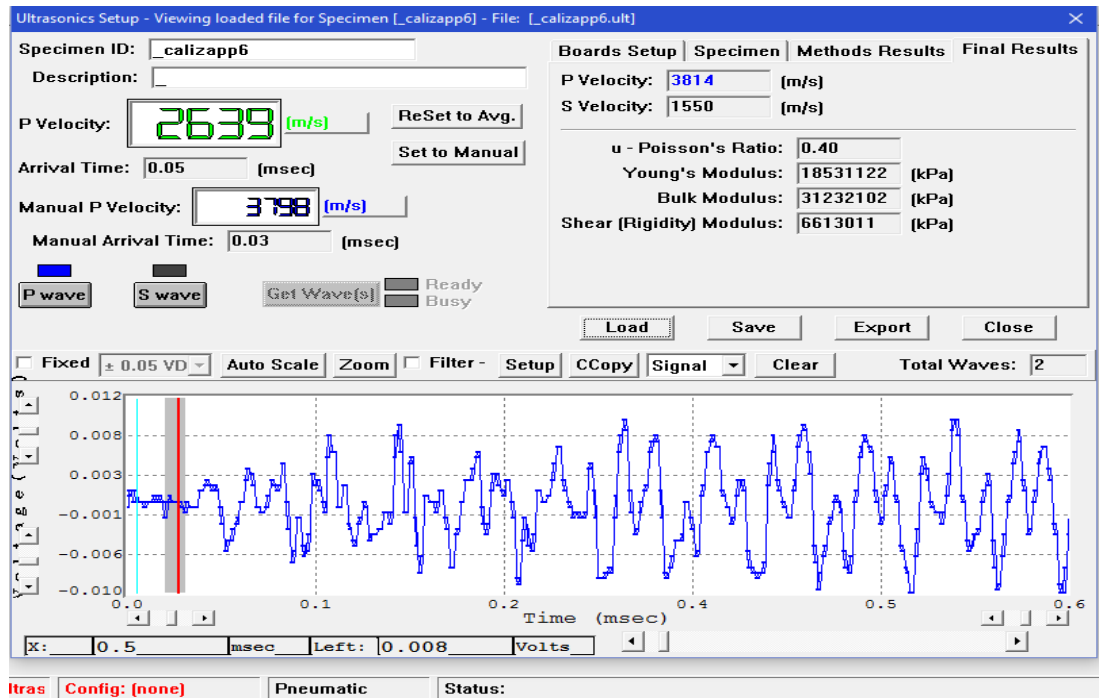 Ultrasonics Setup - Viewing loaded file for Specimen [_calizapp6] - File: [_calizapp6.ult]
Specimen ID: _calizapp6
Description: _
P Velocity: 2639 (m/s)
ReSet to Avg.
Set to Manual
Arrival Time: 0.05 (msec)
Manual P Velocity: 3798 (m/s)
Manual Arrival Time: 0.03 (msec)
P wave S wave Get Wave(s) Ready
Busy
Boards Setup Specimen Methods Results Final Results
P Velocity: 3814 (m/s)
S Velocity: 1550 (m/s)
u - Poisson's Ratio: 0.40
Young's Modulus: 18531122 (kPa)
Bulk Modulus: 31232102 (kPa)
Shear (Rigidity) Modulus: 6613011 (kPa)
Load Save Export Close
Fixed ± 0.05 VD Auto Scale Zoom Filter - Setup CCopy Signal Clear Total Waves: 2
0.012
0.008
0.003
-0.001
-0.006
-0.010
0.0 0.1 0.2 0.4 0.5 0.6
Time (msec)
X: 0.5 msec Left: 0.008 Volts
ltras Config: (none) Pneumatic Status: